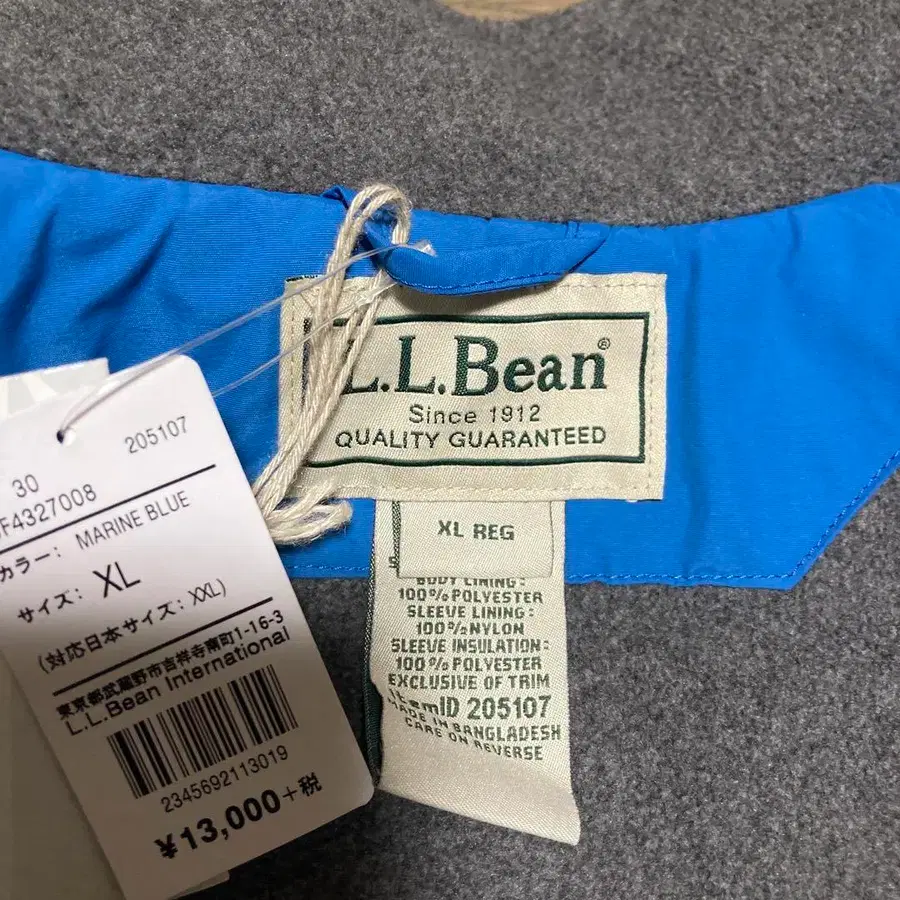 L.L.Bean®
Since 1912
QUALITY GUARANTEED
XL REG
BODY LINING:
100% POLYESTER
SLEEVE LINING:
100% NYLON
SLEEVE INSULATION:
100% POLYESTER
EXCLUSIVE OF TRIM
ItemID 205107
MADE IN BANGLADESH
CARE ON REVERSE
30 205107
F4327008
カラー: MARINE BLUE
サイズ: XL
(対応日本サイズ: XXL)
東京都武蔵野市吉祥寺南町1-16-3
L.L.Bean International
2345692113019
¥13,000+税